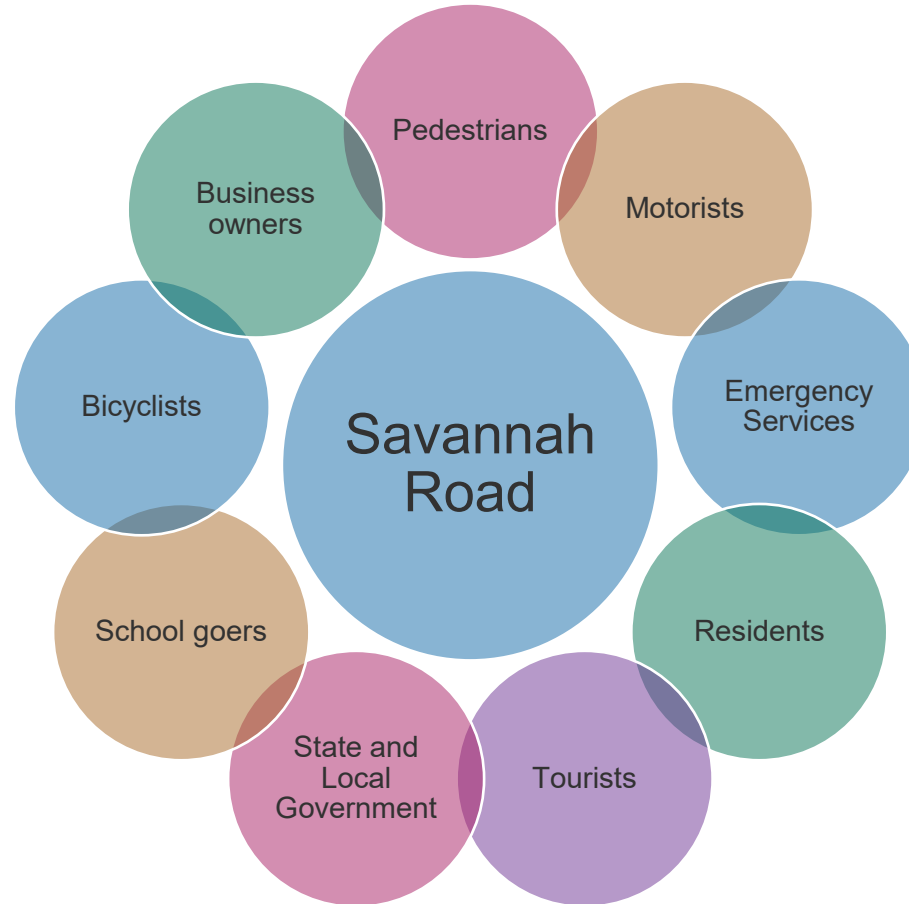 Pedestrians
Business
owners
Motorists
Bicyclists
Emergency
Services
Savannah
Road
School goers
Residents
State and
Local
Government
Tourists